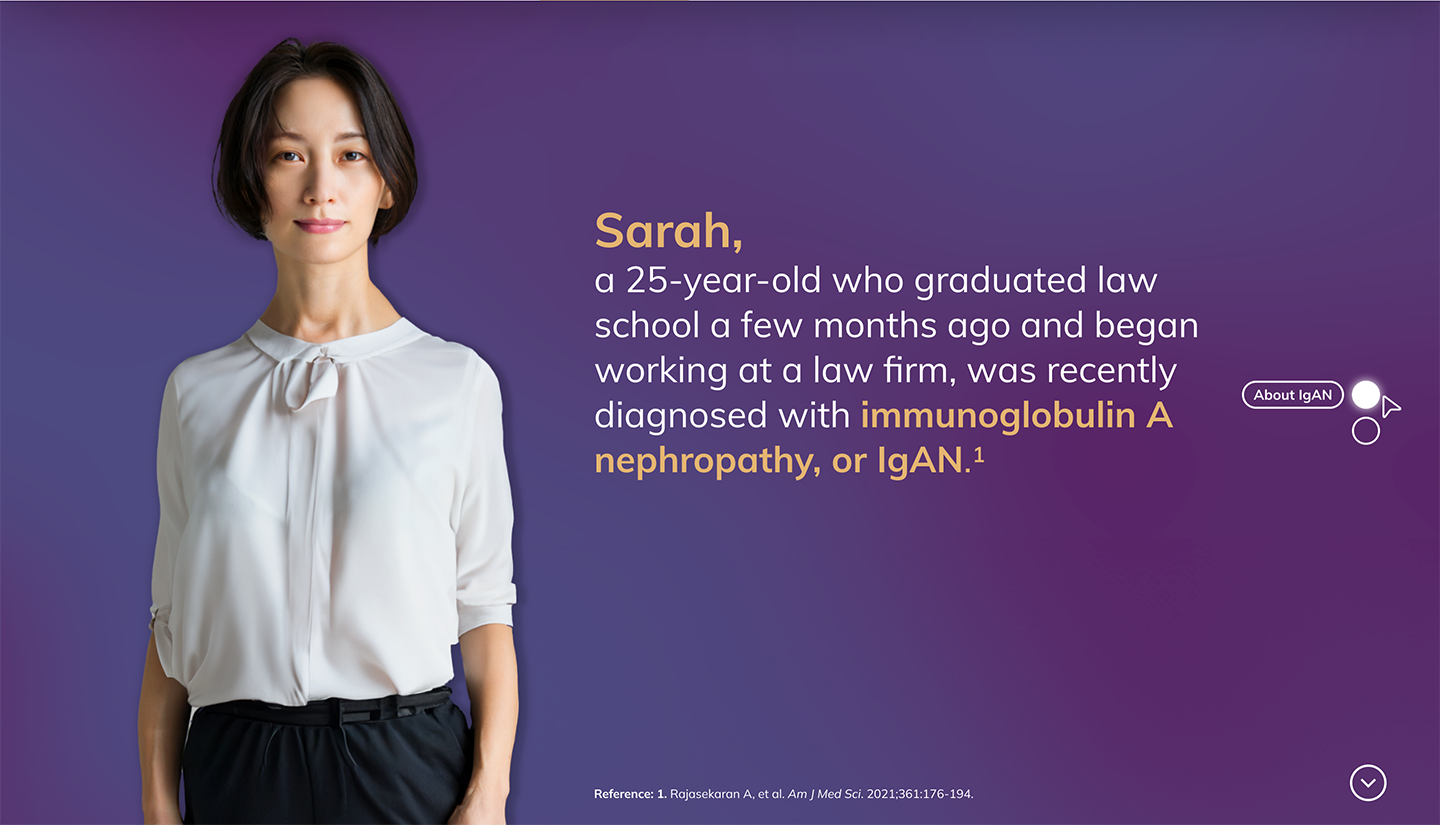 Sarah,
a 25-year-old who graduated law
school a few months ago and began
working at a law firm, was recently
diagnosed with immunoglobulin A
nephropathy, or IgAN.¹
About IgAN
Reference: 1. Rajasekaran A, et al. Am J Med Sci. 2021;361:176-194.